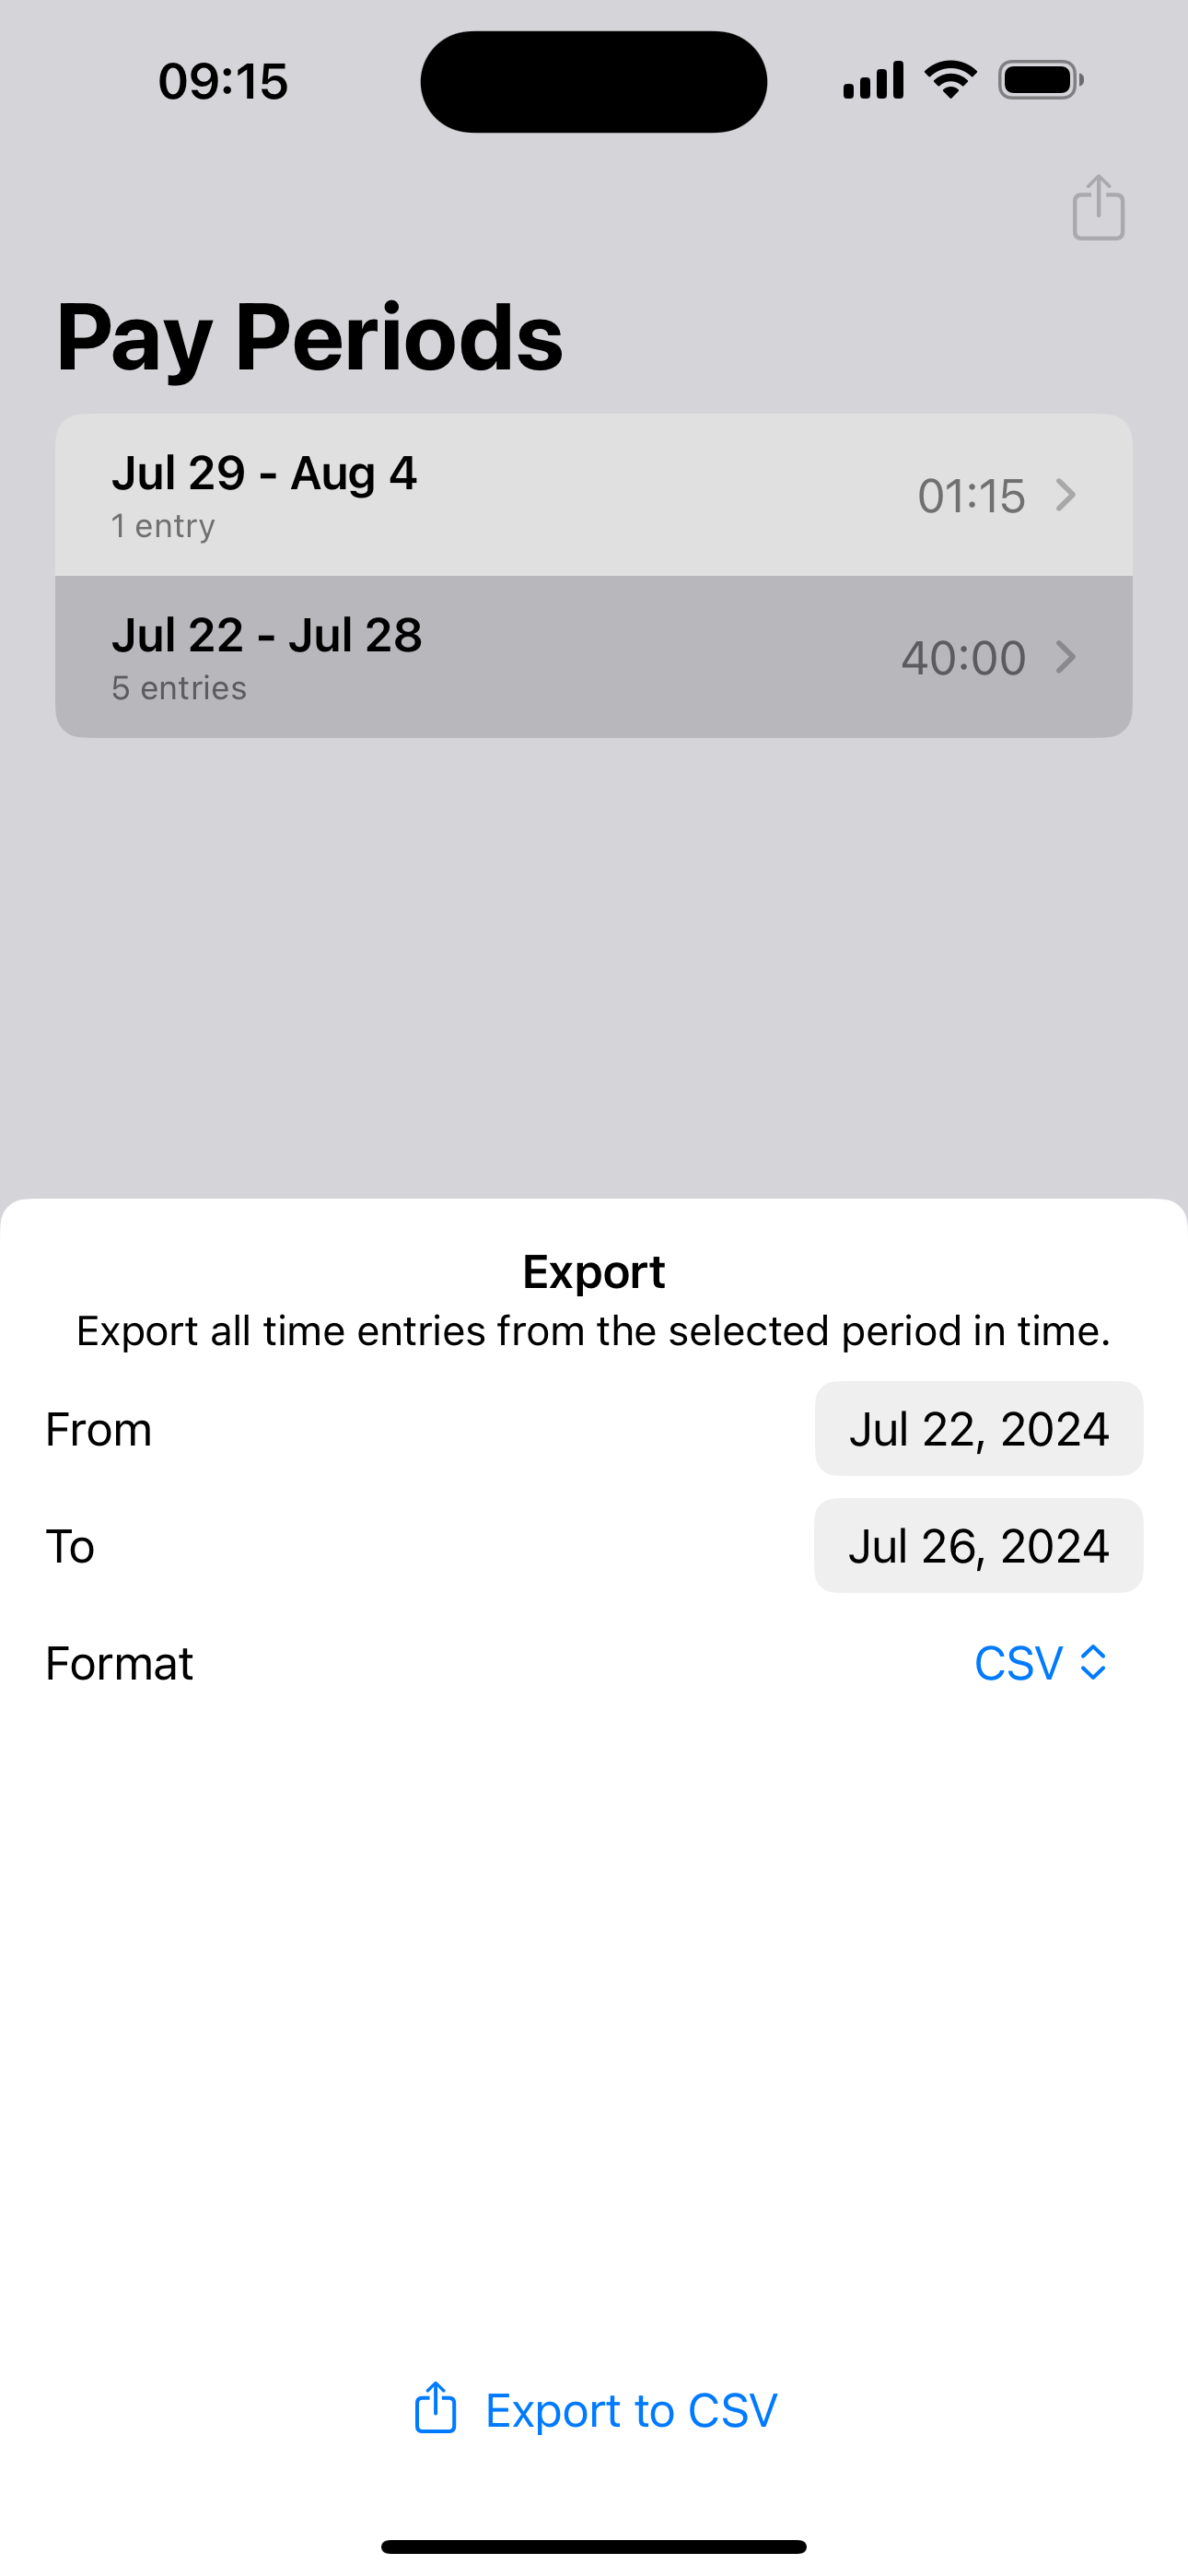 09:15
Pay Periods
Jul 29 - Aug 4
1 entry
01:15
Jul 22 - Jul 28
5 entries
40:00
Export
Export all time entries from the selected period in time.
From
Jul 22, 2024
To
Jul 26, 2024
Format
CSV
Export to CSV